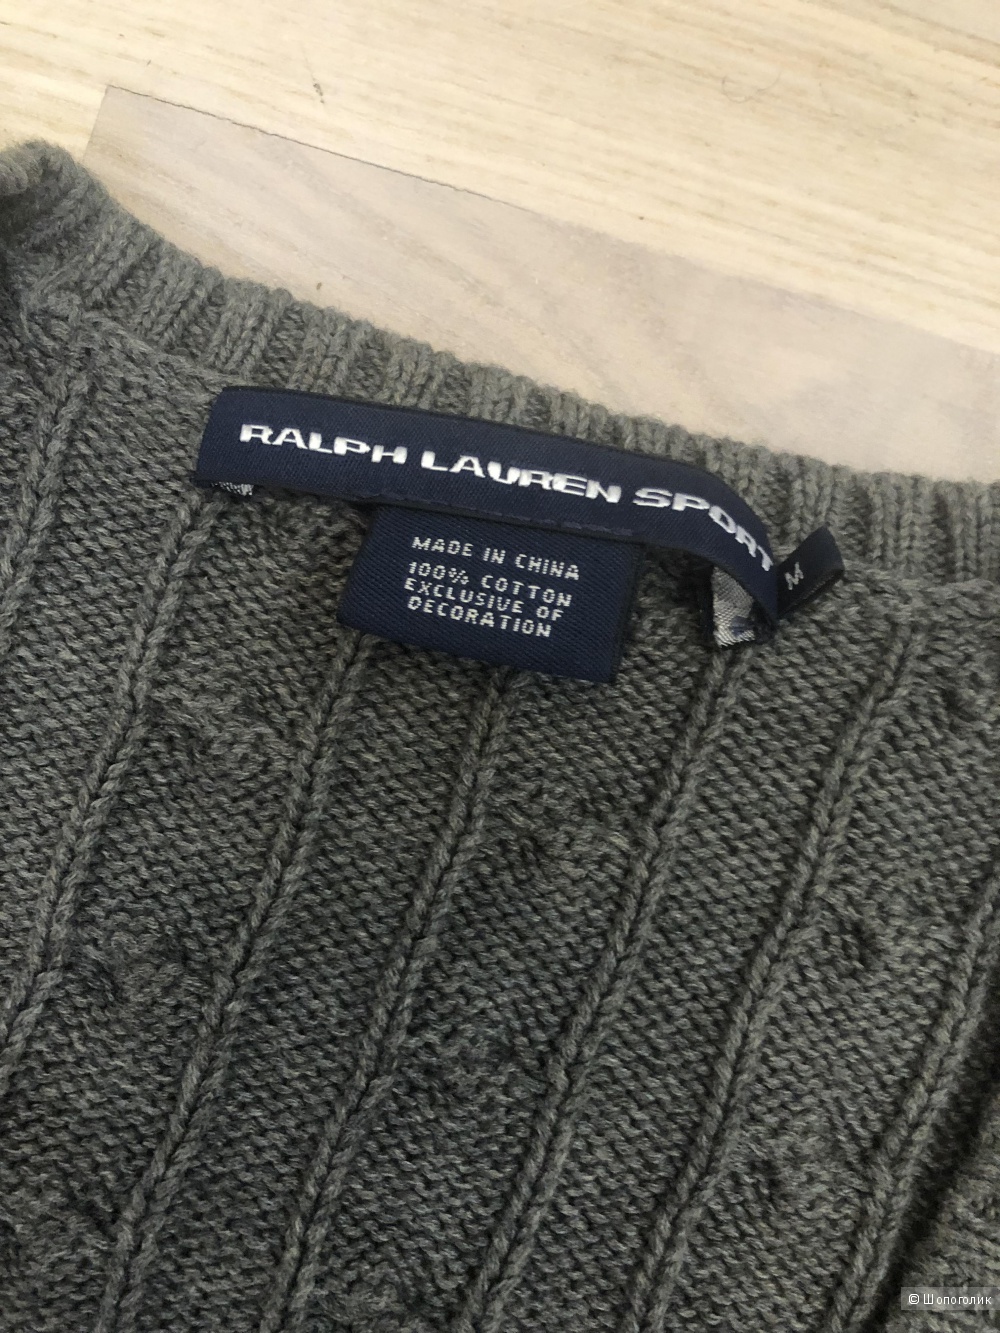 RALPH LAUREN SPORT
M
MADE IN CHINA
100% COTTON
EXCLUSIVE OF
DECORATION
© Шопоголик